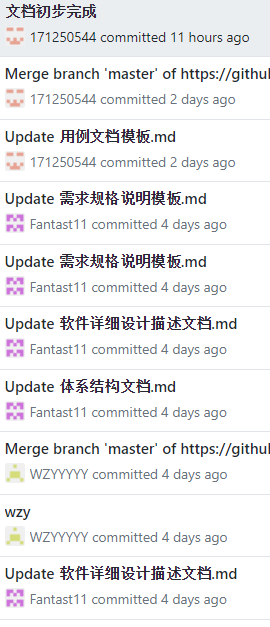 文档初步完成
171250544 committed 11 hours ago
Merge branch 'master' of https://githu
171250544 committed 2 days ago
Update 用例文档模板.md
171250544 committed 2 days ago
Update 需求规格说明模板.md
Fantast11 committed 4 days ago
Update 需求规格说明模板.md
Fantast11 committed 4 days ago
Update 软件详细设计描述文档.md
Fantast11 committed 4 days ago
Update 体系结构文档.md
Fantast11 committed 4 days ago
Merge branch 'master' of https://githul
WZYYYYY committed 4 days ago
wzy
WZYYYYY committed 4 days ago
Update 软件详细设计描述文档.md
Fantast11 committed 4 days ago